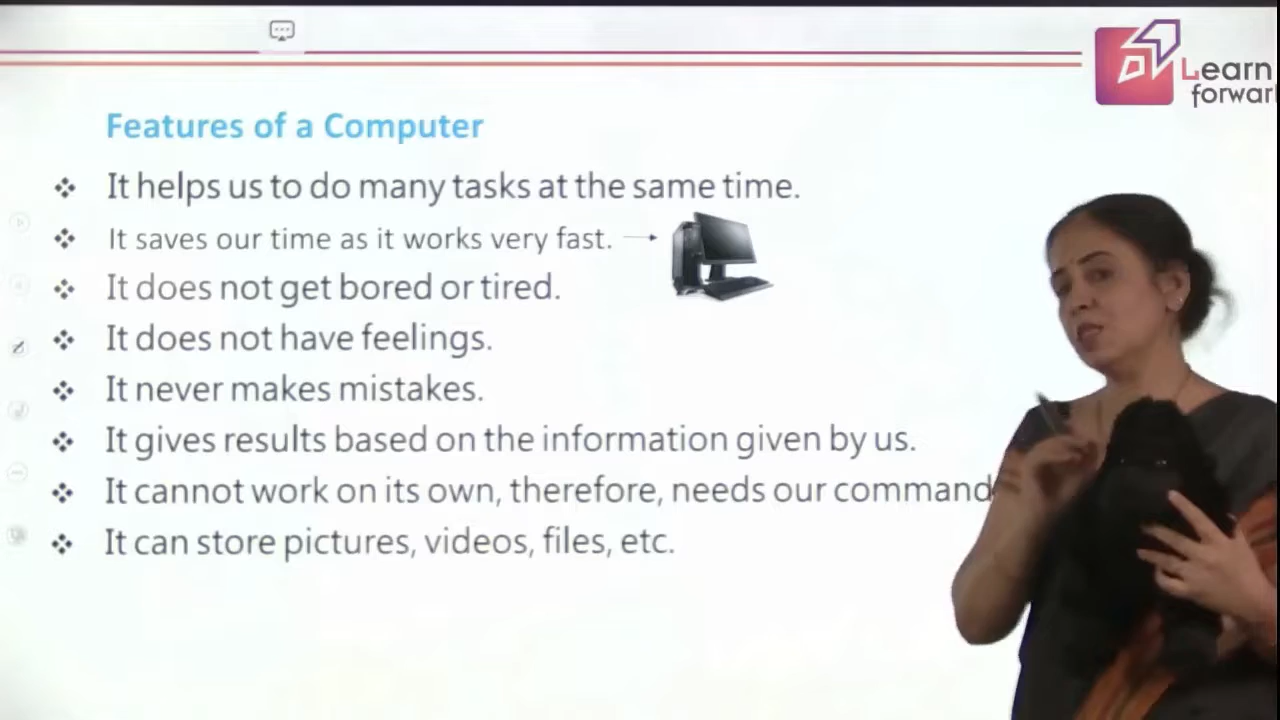 Learn
forwar
Features of a Computer
It helps us to do many tasks at the same time.
It saves our time as it works very fast.
It does not get bored or tired.
It does not have feelings.
It never makes mistakes.
It gives results based on the information given by us.
It cannot work on its own, therefore, needs our command
It can store pictures, videos, files, etc.